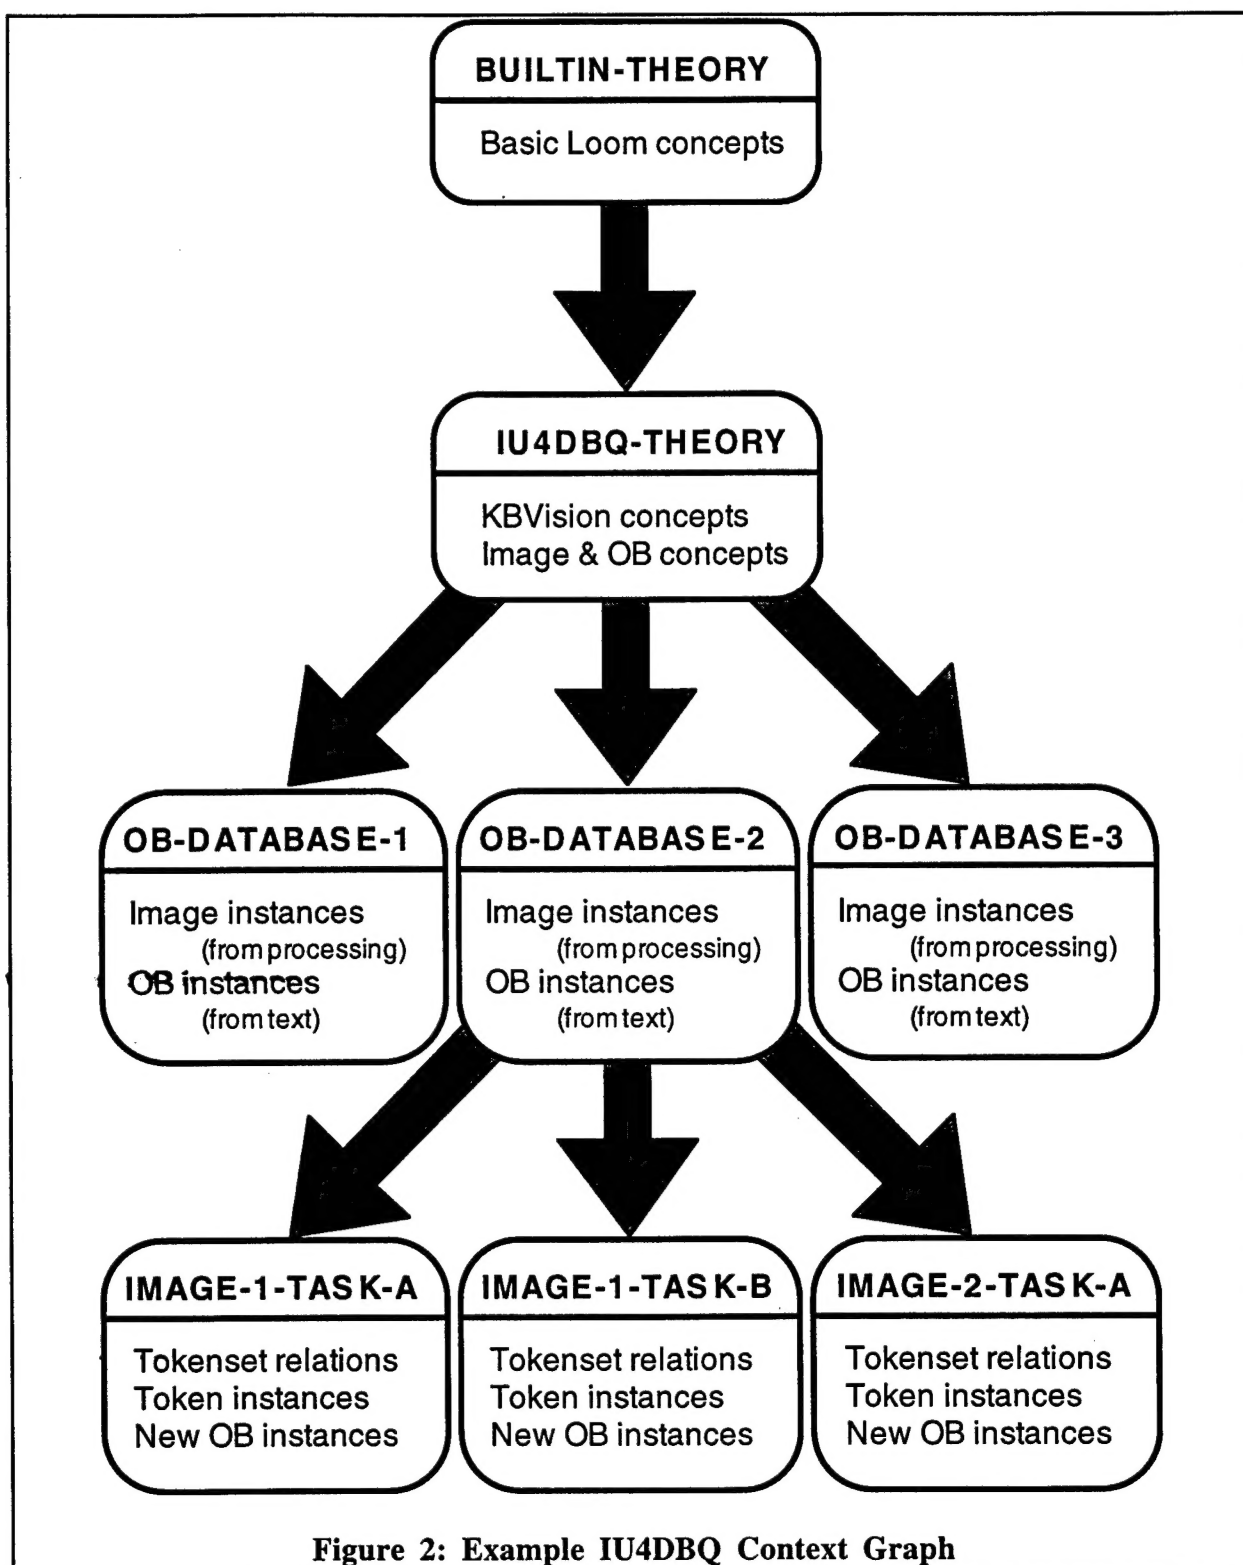 BUILTIN-THEORY
Basic Loom concepts
IU4DBQ-THEORY
KBVision concepts
Image & OB concepts
OB-DATABASE-1
Image instances
(from processing)
OB instances
(from text)
OB-DATABASE-2
Image instances
(from processing)
OB instances
(from text)
OB-DATABASE-3
Image instances
(from processing)
OB instances
(from text)
IMAGE-1-TASK-A
Tokenset relations
Token instances
New OB instances
IMAGE-1-TASK-B
Tokenset relations
Token instances
New OB instances
IMAGE-2-TASK-A
Tokenset relations
Token instances
New OB instances
Figure 2: Example IU4DBQ Context Graph